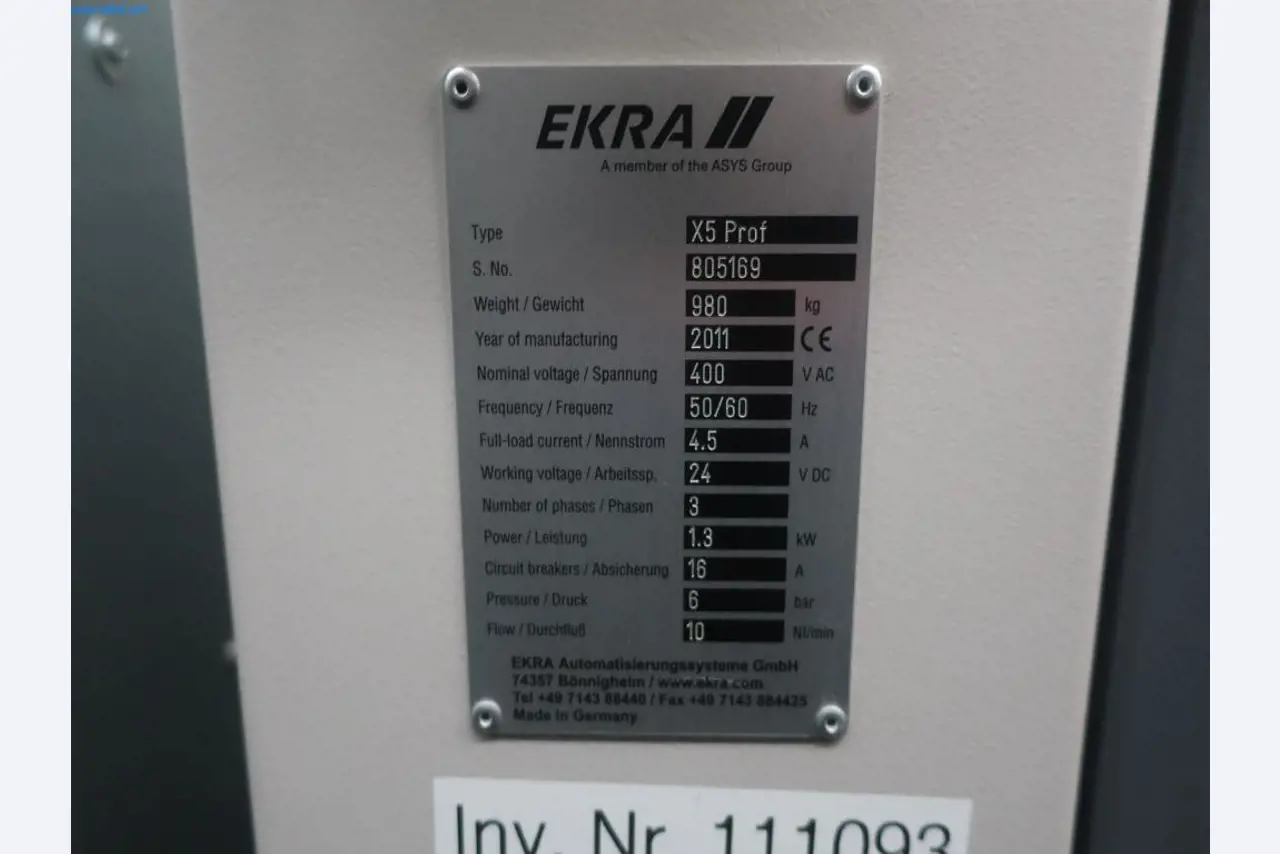 EKRA
A member of the ASYS Group
Type X5 Prof
S. No. 805169
Weight / Gewicht 980 kg
Year of manufacturing 2011 CE
Nominal voltage / Spannung 400 V AC
Frequency / Frequenz 50/60 Hz
Full-load current / Nennstrom 4.5 A
Working voltage / Arbeitssp. 24 V DC
Number of phases / Phasen 3
Power / Leistung 1.3 kW
Circuit breakers / Absicherung 16 A
Pressure / Druck 6 bar
Flow / Durchfluß 10 Nl/min
EKRA Automatisierungssysteme GmbH
74357 Bönnigheim / www.ekra.com
Tel +49 7143 88440 / Fax +49 7143 884425
Made in Germany
Inv. Nr. 111093